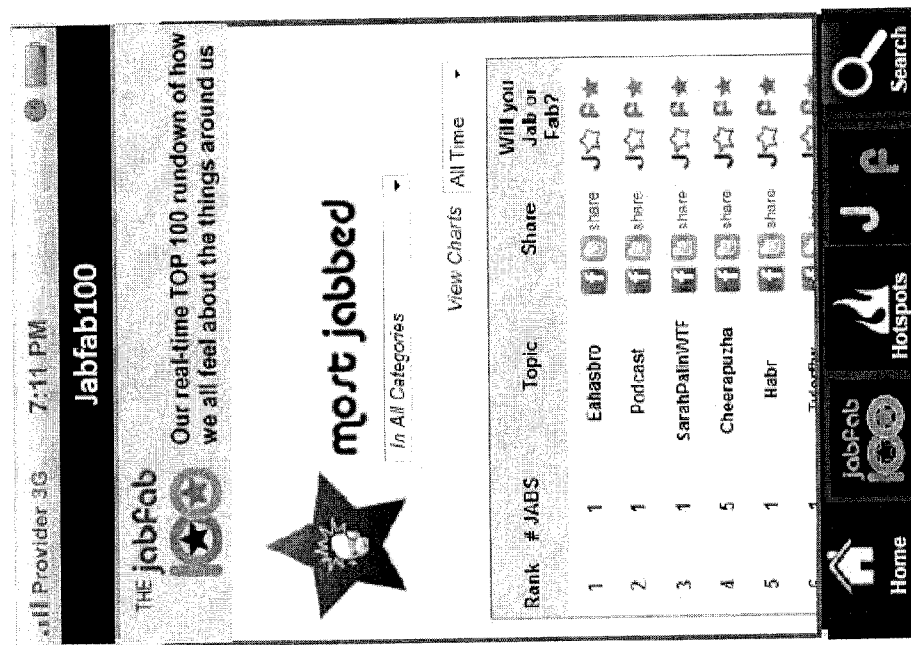 Provider 3G 7:11 PM
Jabfab100
THE jabfab
100
Our real-time TOP 100 rundown of how
we all feel about the things around us
most jabbed
In All Categories
View Charts All Time
Rank # JABS Topic Share Will you
Jab or
Fab?
1 1 Eahasbro f share J F
2 1 Podcast f share J F
3 1 SarahPalinWTF f share J F
4 5 Cheerapuzha f share J F
5 1 Habr f share J F
Home
jabfab
100
Hotspots
J F
Search